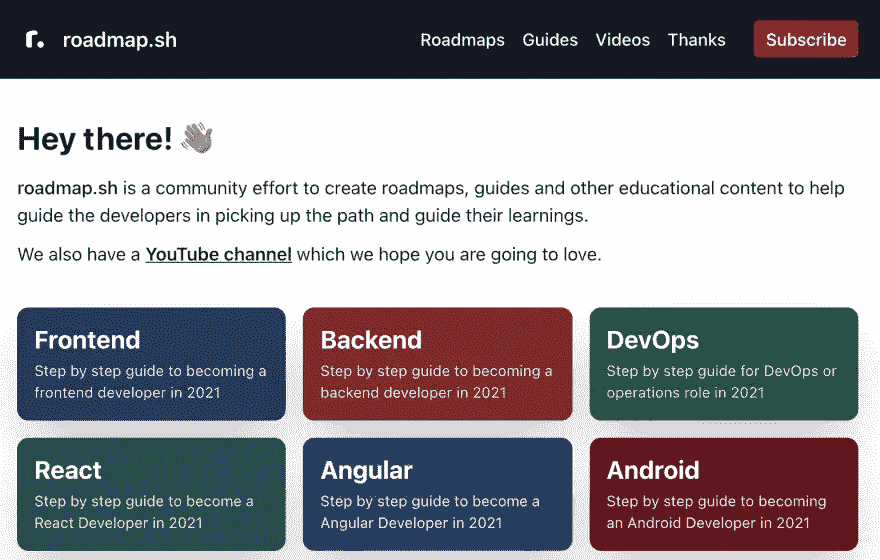 roadmap.sh
Roadmaps Guides Videos Thanks Subscribe
Hey there! 👋
roadmap.sh is a community effort to create roadmaps, guides and other educational content to help
guide the developers in picking up the path and guide their learnings.
We also have a YouTube channel which we hope you are going to love.
Frontend
Step by step guide to becoming a
frontend developer in 2021
Backend
Step by step guide to becoming a
backend developer in 2021
DevOps
Step by step guide for DevOps or
operations role in 2021
React
Step by step guide to become a
React Developer in 2021
Angular
Step by step guide to become a
Angular Developer in 2021
Android
Step by step guide to becoming
an Android Developer in 2021